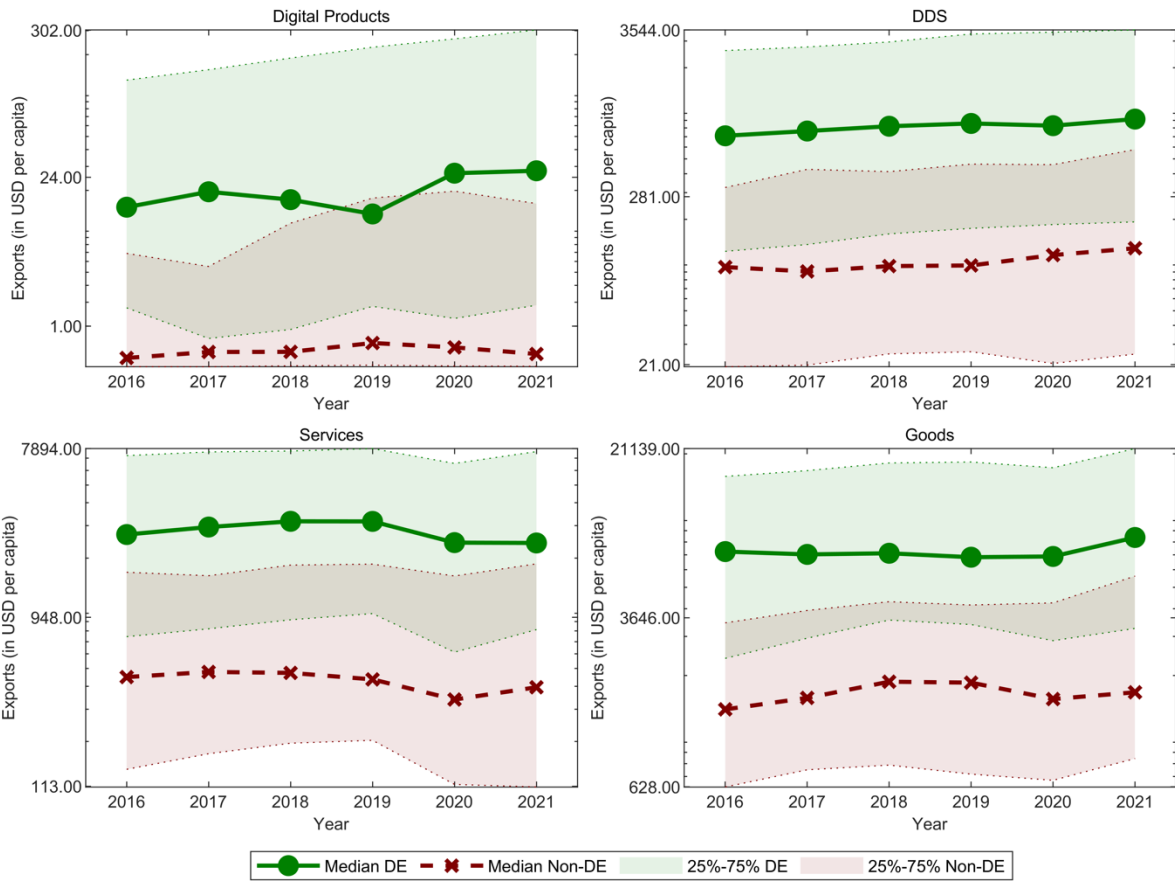 Digital Products
302.00
24.00
1.00
Exports (in USD per capita)
2016 2017 2018 2019 2020 2021
Year
DDS
3544.00
281.00
21.00
Exports (in USD per capita)
2016 2017 2018 2019 2020 2021
Year
Services
7894.00
948.00
113.00
Exports (in USD per capita)
2016 2017 2018 2019 2020 2021
Year
Goods
21139.00
3646.00
628.00
Exports (in USD per capita)
2016 2017 2018 2019 2020 2021
Year
Median DE Median Non-DE 25%-75% DE 25%-75% Non-DE